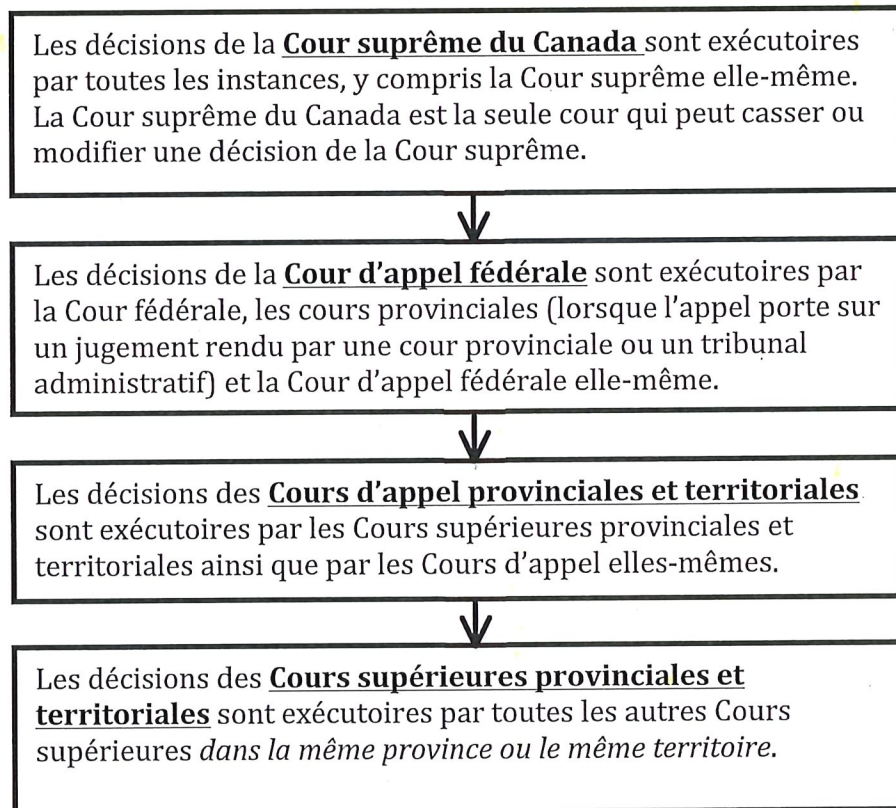 Les décisions de la Cour suprême du Canada sont exécutoires
par toutes les instances, y compris la Cour suprême elle-même.
La Cour suprême du Canada est la seule cour qui peut casser ou
modifier une décision de la Cour suprême.
Les décisions de la Cour d'appel fédérale sont exécutoires par
la Cour fédérale, les cours provinciales (lorsque l'appel porte sur
un jugement rendu par une cour provinciale ou un tribunal
administratif) et la Cour d'appel fédérale elle-même.
Les décisions des Cours d'appel provinciales et territoriales
sont exécutoires par les Cours supérieures provinciales et
territoriales ainsi que par les Cours d'appel elles-mêmes.
Les décisions des Cours supérieures provinciales et
territoriales sont exécutoires par toutes les autres Cours
supérieures dans la même province ou le même territoire.